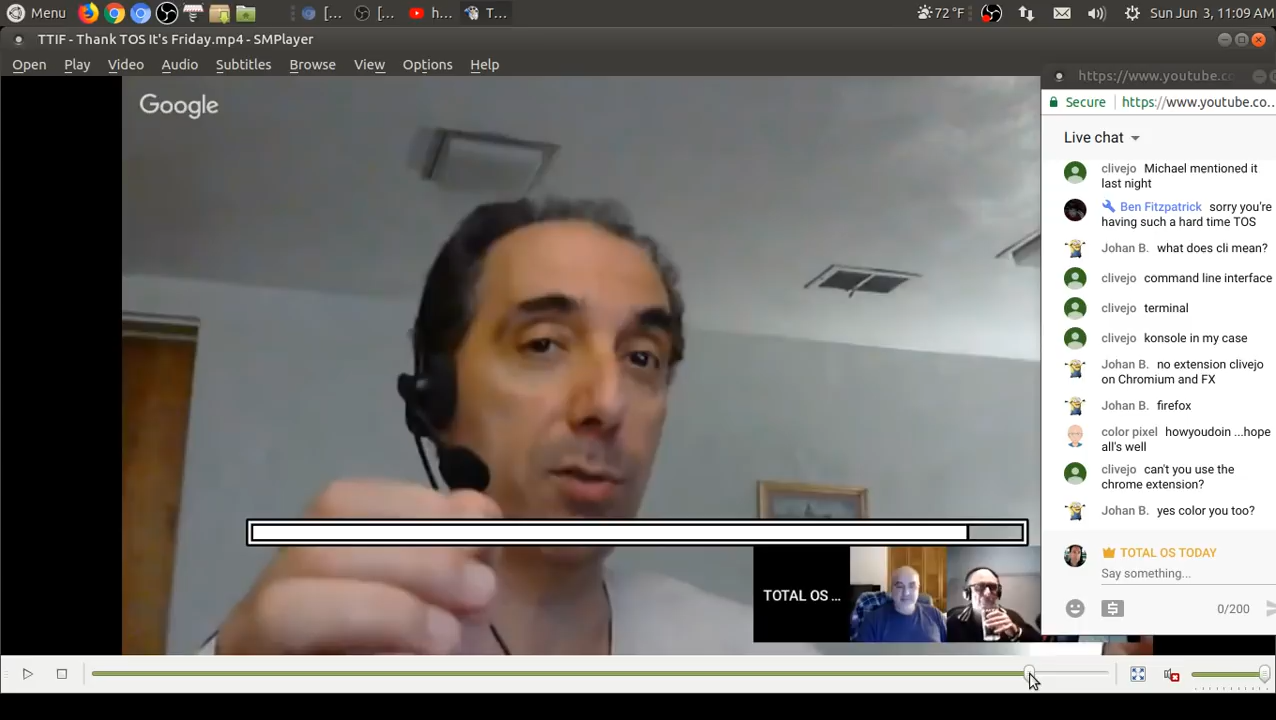 Menu
[...
[...
h...
T...
72 °F
Sun Jun 3, 11:09 AM
TTIF - Thank TOS It's Friday.mp4 - SMPlayer
Open Play Video Audio Subtitles Browse View Options Help
https://www.youtube.cc
Secure https://www.youtube.co...
Google
Live chat
clivejo Michael mentioned it
last night
Ben Fitzpatrick sorry you're
having such a hard time TOS
Johan B. what does cli mean?
clivejo command line interface
clivejo terminal
clivejo konsole in my case
Johan B. no extension clivejo
on Chromium and FX
Johan B. firefox
color pixel howyoudoin ...hope
all's well
clivejo can't you use the
chrome extension?
Johan B. yes color you too?
TOTAL OS TODAY
Say something...
0/200
TOTAL OS ...